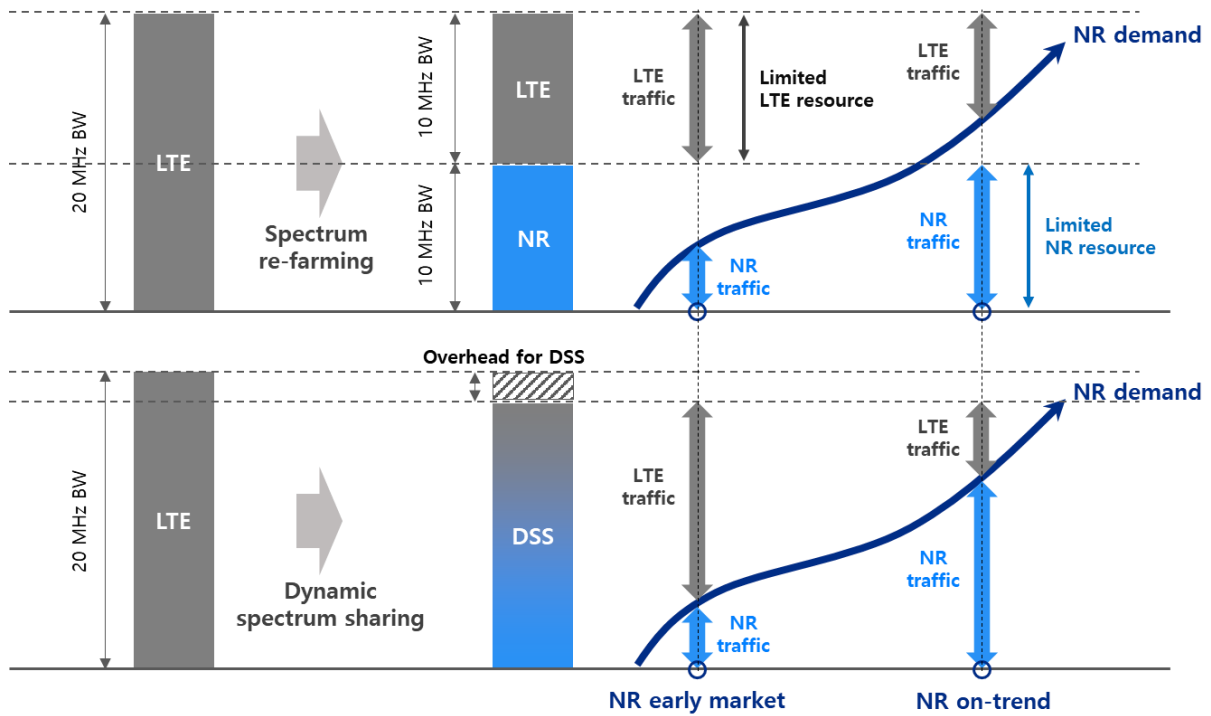 20 MHz BW
LTE
Spectrum
re-farming
10 MHz BW
10 MHz BW
LTE
NR
LTE
traffic
Limited
LTE resource
NR
traffic
LTE
traffic
NR demand
NR
traffic
Limited
NR resource
Overhead for DSS
20 MHz BW
LTE
Dynamic
spectrum sharing
DSS
LTE
traffic
NR
traffic
LTE
traffic
NR demand
NR
traffic
NR early market
NR on-trend